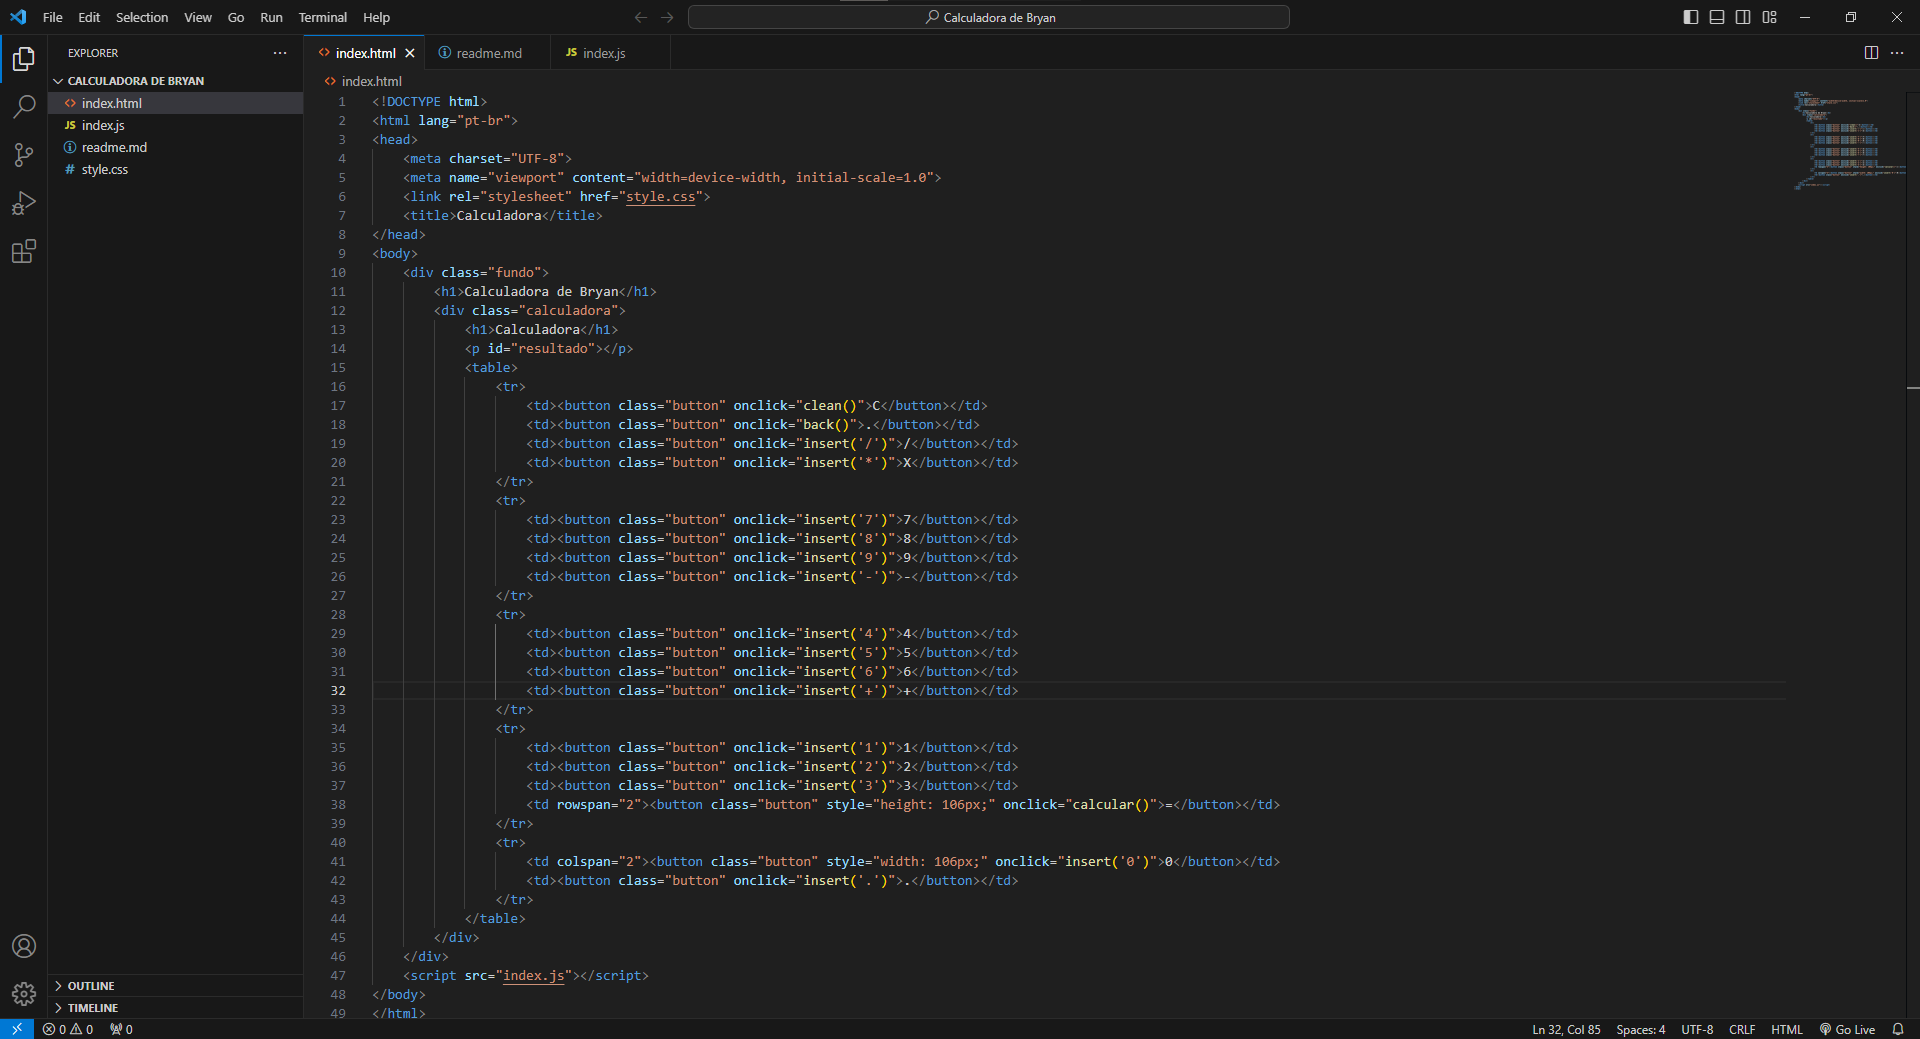 File Edit Selection View Go Run Terminal Help
Calculadora de Bryan
EXPLORER
CALCULADORA DE BRYAN
<> index.html
JS index.js
readme.md
# style.css
OUTLINE
TIMELINE
<> index.html
readme.md
JS index.js
<> index.html
1 <!DOCTYPE html>
2 <html lang="pt-br">
3 <head>
4 <meta charset="UTF-8">
5 <meta name="viewport" content="width=device-width, initial-scale=1.0">
6 <link rel="stylesheet" href="style.css">
7 <title>Calculadora</title>
8 </head>
9 <body>
10 <div class="fundo">
11 <h1>Calculadora de Bryan</h1>
12 <div class="calculadora">
13 <h1>Calculadora</h1>
14 <p id="resultado"></p>
15 <table>
16 <tr>
17 <td><button class="button" onclick="clean()">C</button></td>
18 <td><button class="button" onclick="back()">.</button></td>
19 <td><button class="button" onclick="insert('/')">/</button></td>
20 <td><button class="button" onclick="insert('*')">X</button></td>
21 </tr>
22 <tr>
23 <td><button class="button" onclick="insert('7')">7</button></td>
24 <td><button class="button" onclick="insert('8')">8</button></td>
25 <td><button class="button" onclick="insert('9')">9</button></td>
26 <td><button class="button" onclick="insert('-')">-</button></td>
27 </tr>
28 <tr>
29 <td><button class="button" onclick="insert('4')">4</button></td>
30 <td><button class="button" onclick="insert('5')">5</button></td>
31 <td><button class="button" onclick="insert('6')">6</button></td>
32 <td><button class="button" onclick="insert('+')">+</button></td>
33 </tr>
34 <tr>
35 <td><button class="button" onclick="insert('1')">1</button></td>
36 <td><button class="button" onclick="insert('2')">2</button></td>
37 <td><button class="button" onclick="insert('3')">3</button></td>
38 <td rowspan="2"><button class="button" style="height: 106px;" onclick="calcular()">=</button></td>
39 </tr>
40 <tr>
41 <td colspan="2"><button class="button" style="width: 106px;" onclick="insert('0')">0</button></td>
42 <td><button class="button" onclick="insert('.')">.</button></td>
43 </tr>
44 </table>
45 </div>
46 </div>
47 <script src="index.js"></script>
48 </body>
49 </html>
0 0 0
Ln 32, Col 85 Spaces: 4 UTF-8 CRLF HTML Go Live